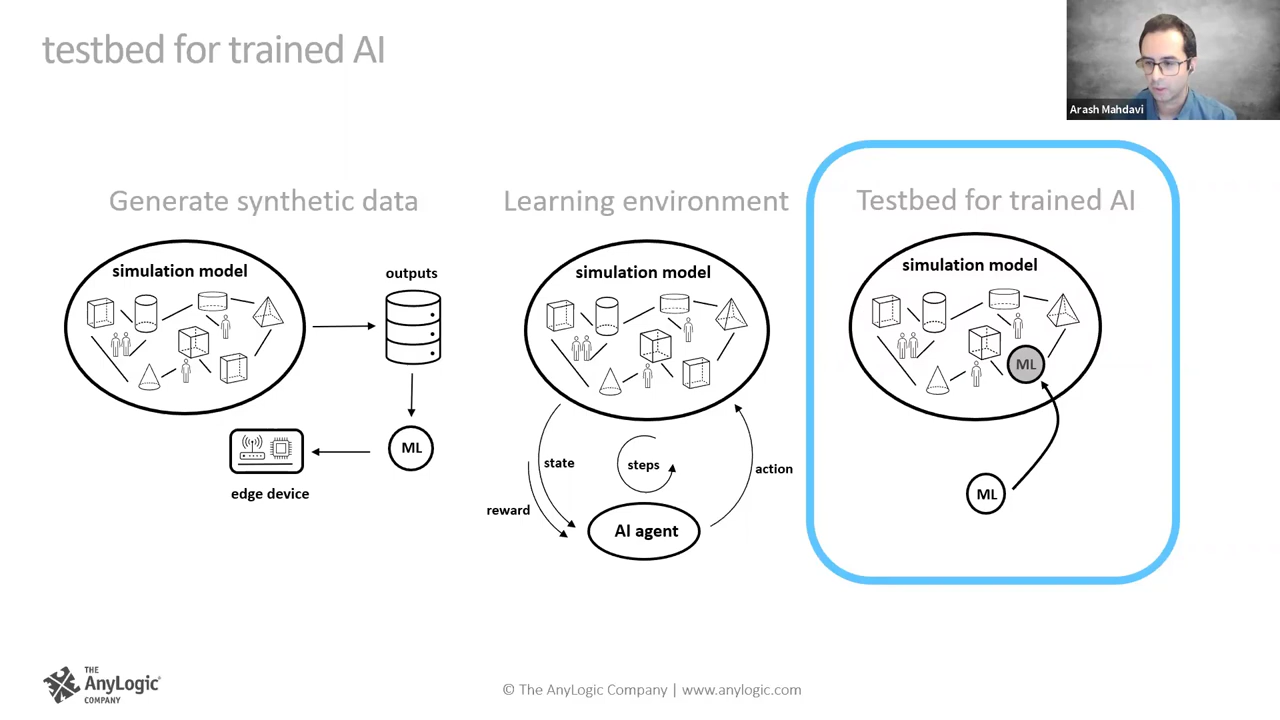 testbed for trained AI
Arash Mahdavi
Generate synthetic data
simulation model
outputs
ML
edge device
Learning environment
simulation model
state
steps
action
reward
AI agent
Testbed for trained AI
simulation model
ML
ML
THE
AnyLogic
COMPANY
© The AnyLogic Company | www.anylogic.com